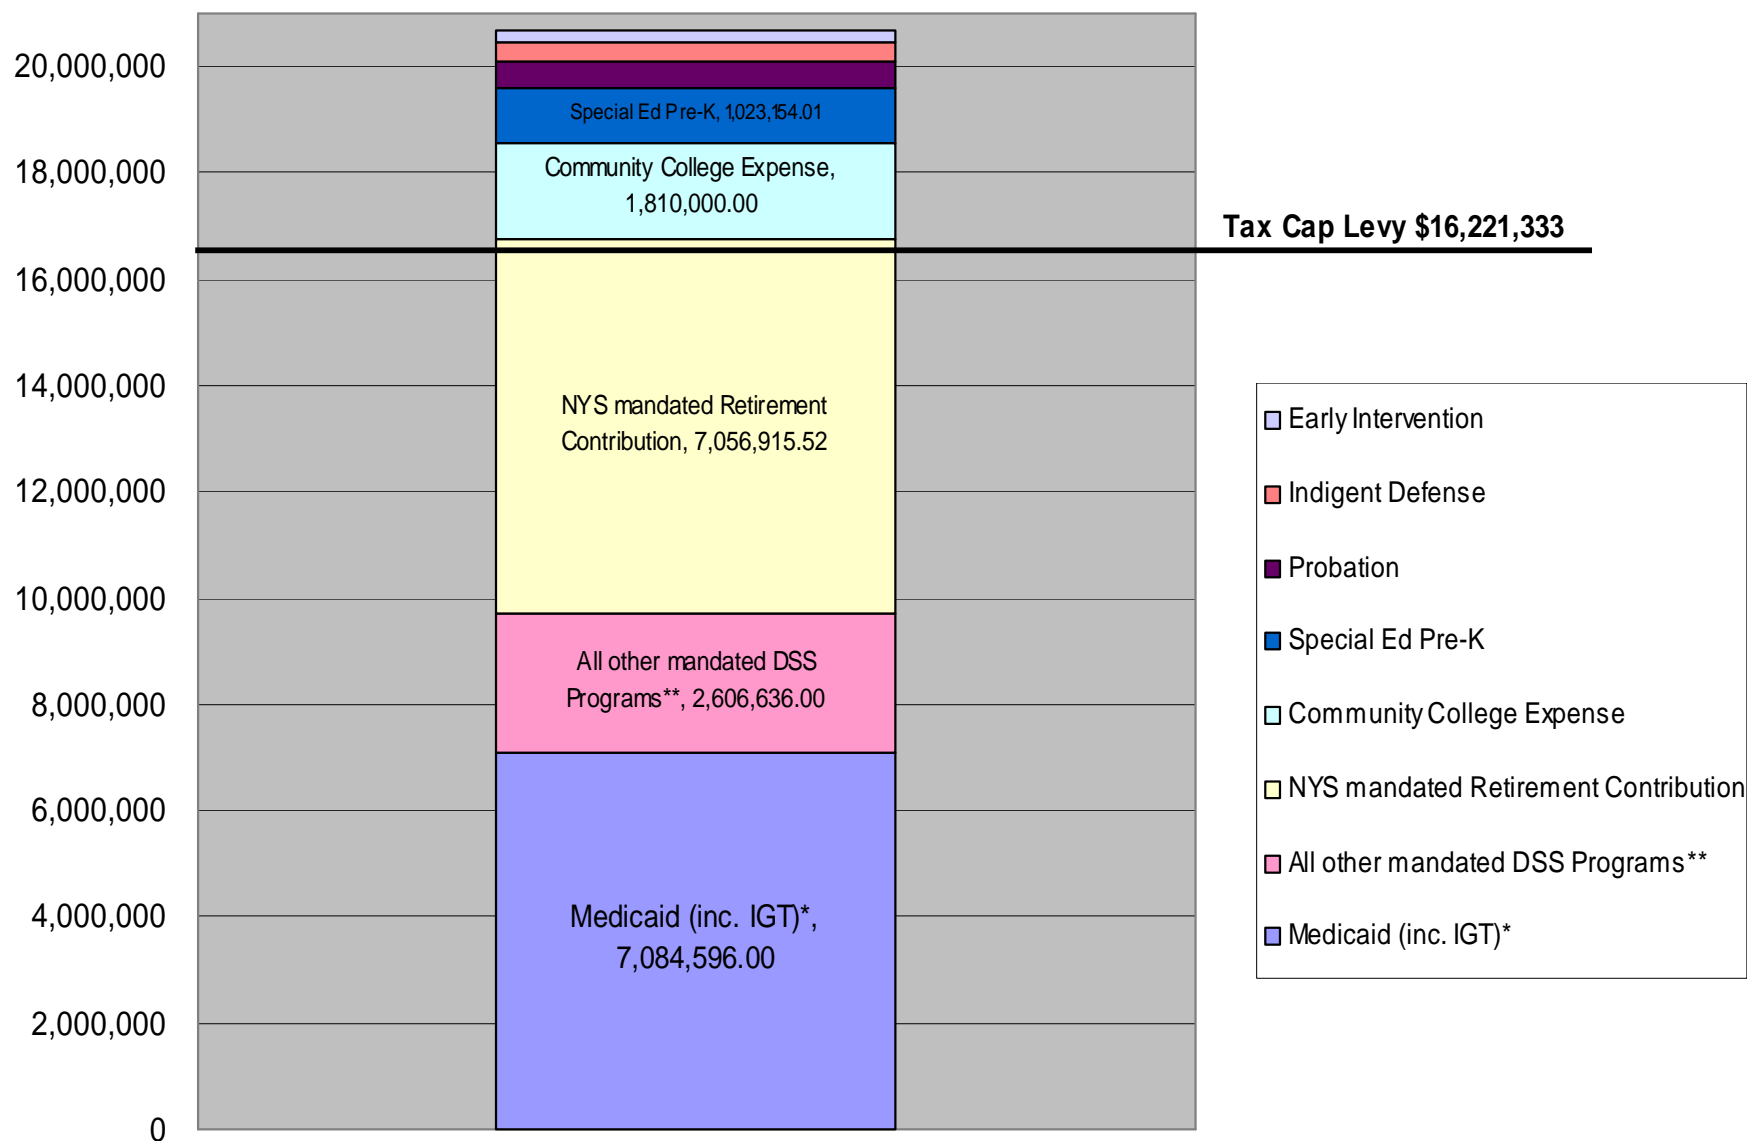 20,000,000
18,000,000
16,000,000
14,000,000
12,000,000
10,000,000
8,000,000
6,000,000
4,000,000
2,000,000
0
Special Ed Pre-K, 1,023,154.01
Community College Expense,
1,810,000.00
NYS mandated Retirement
Contribution, 7,056,915.52
All other mandated DSS
Programs**, 2,606,636.00
Medicaid (inc. IGT)*,
7,084,596.00
Tax Cap Levy $16,221,333
Early Intervention
Indigent Defense
Probation
Special Ed Pre-K
Community College Expense
NYS mandated Retirement Contribution
All other mandated DSS Programs**
Medicaid (inc. IGT)*